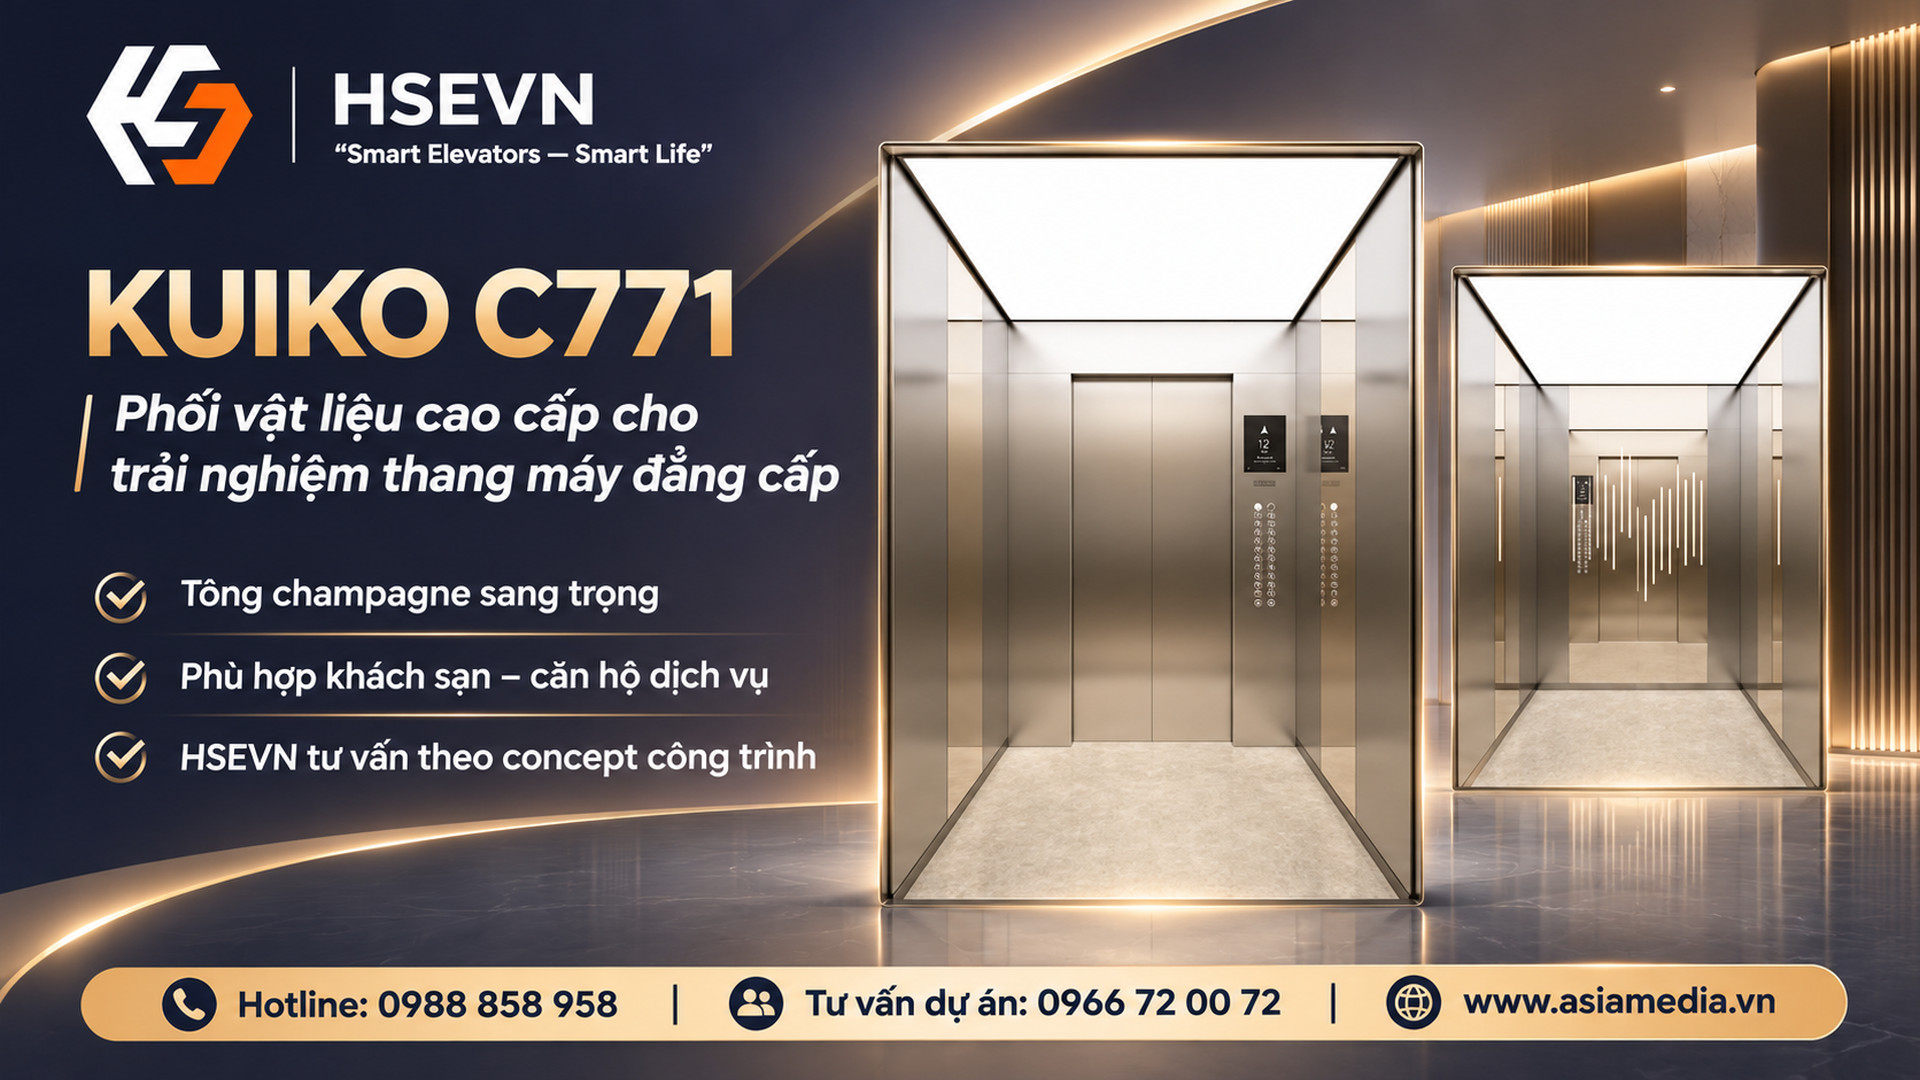 HSEVN
“Smart Elevators — Smart Life”
KUIKO C771
Phối vật liệu cao cấp cho
trải nghiệm thang máy đẳng cấp
Tông champagne sang trọng
Phù hợp khách sạn – căn hộ dịch vụ
HSEVN tư vấn theo concept công trình
12
Hotline: 0988 858 958
Tư vấn dự án: 0966 72 00 72
www.asiamedia.vn